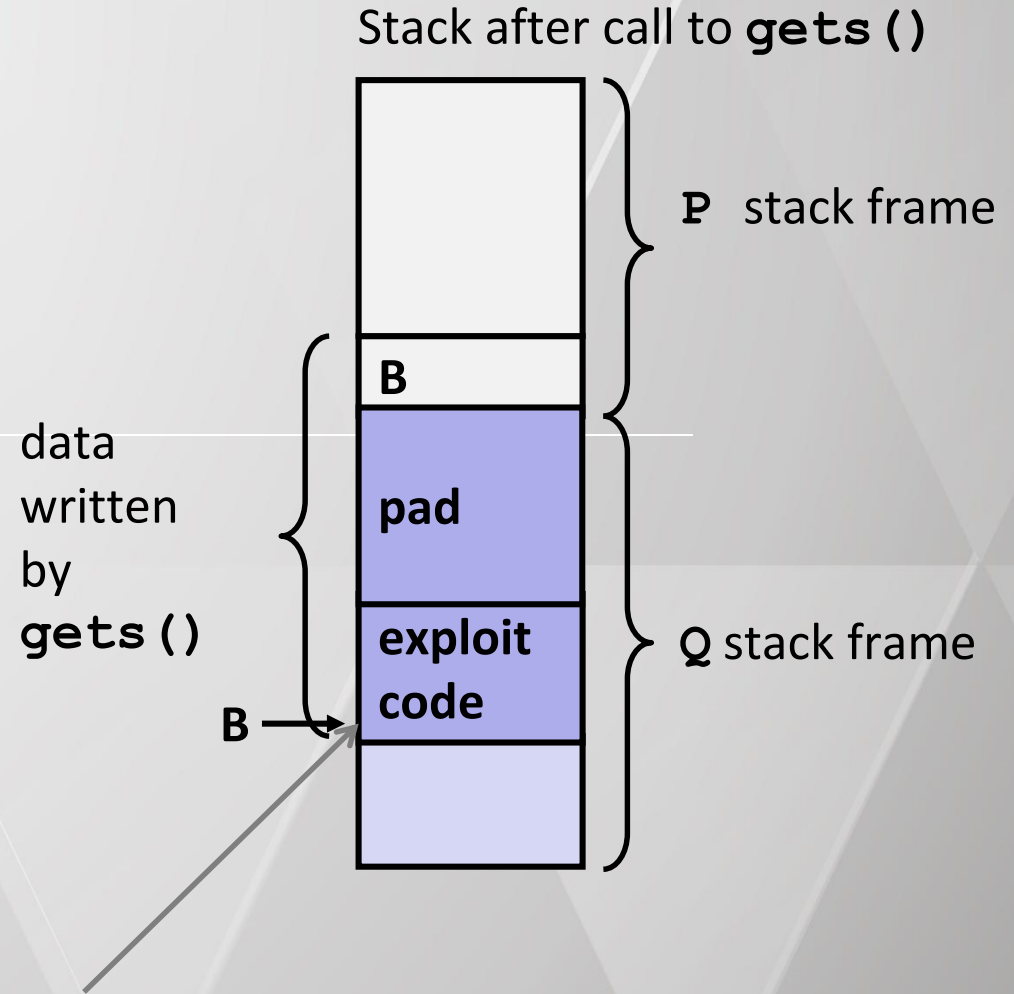 Stack after call to gets()
P stack frame
B
data
written
by
gets()
pad
exploit
code
B
Q stack frame